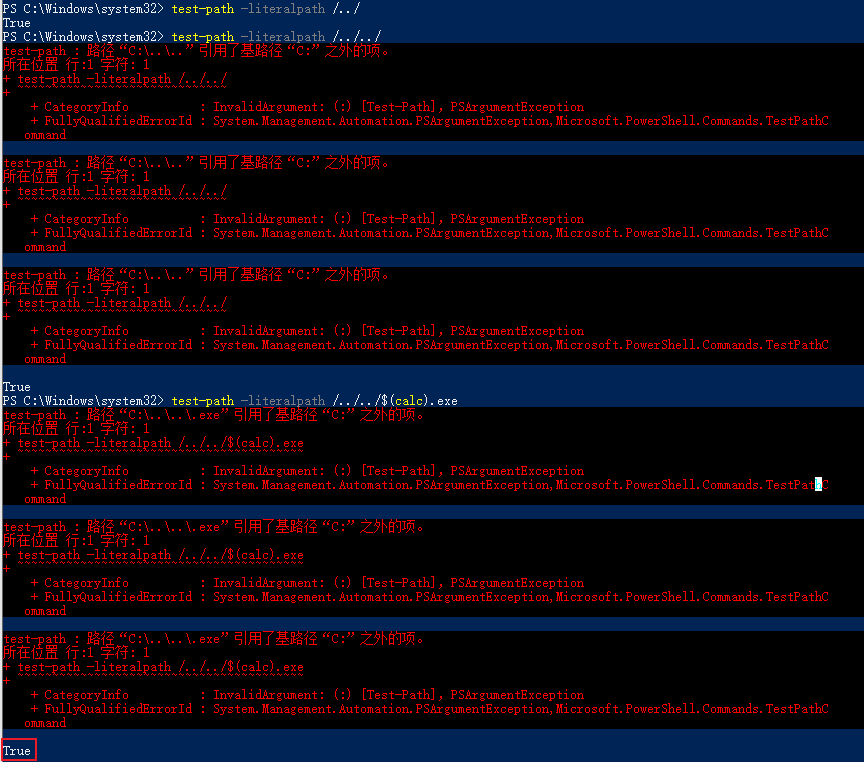 PS C:\Windows\system32> test-path -literalpath /../
True
PS C:\Windows\system32> test-path -literalpath /../../
test-path : 路径“C:\..\..”引用了基路径“C:”之外的项。
所在位置 行:1 字符: 1
+ test-path -literalpath /../../
+
    + CategoryInfo          : InvalidArgument: (:) [Test-Path], PSArgumentException
    + FullyQualifiedErrorId : System.Management.Automation.PSArgumentException,Microsoft.PowerShell.Commands.TestPathC
   ommand
test-path : 路径“C:\..\..”引用了基路径“C:”之外的项。
所在位置 行:1 字符: 1
+ test-path -literalpath /../../
+
    + CategoryInfo          : InvalidArgument: (:) [Test-Path], PSArgumentException
    + FullyQualifiedErrorId : System.Management.Automation.PSArgumentException,Microsoft.PowerShell.Commands.TestPathC
   ommand
test-path : 路径“C:\..\..”引用了基路径“C:”之外的项。
所在位置 行:1 字符: 1
+ test-path -literalpath /../../
+
    + CategoryInfo          : InvalidArgument: (:) [Test-Path], PSArgumentException
    + FullyQualifiedErrorId : System.Management.Automation.PSArgumentException,Microsoft.PowerShell.Commands.TestPathC
   ommand
True
PS C:\Windows\system32> test-path -literalpath /../../$(calc).exe
test-path : 路径“C:\..\..\.exe”引用了基路径“C:”之外的项。
所在位置 行:1 字符: 1
+ test-path -literalpath /../../$(calc).exe
+
    + CategoryInfo          : InvalidArgument: (:) [Test-Path], PSArgumentException
    + FullyQualifiedErrorId : System.Management.Automation.PSArgumentException,Microsoft.PowerShell.Commands.TestPathC
   ommand
test-path : 路径“C:\..\..\.exe”引用了基路径“C:”之外的项。
所在位置 行:1 字符: 1
+ test-path -literalpath /../../$(calc).exe
+
    + CategoryInfo          : InvalidArgument: (:) [Test-Path], PSArgumentException
    + FullyQualifiedErrorId : System.Management.Automation.PSArgumentException,Microsoft.PowerShell.Commands.TestPathC
   ommand
test-path : 路径“C:\..\..\.exe”引用了基路径“C:”之外的项。
所在位置 行:1 字符: 1
+ test-path -literalpath /../../$(calc).exe
+
    + CategoryInfo          : InvalidArgument: (:) [Test-Path], PSArgumentException
    + FullyQualifiedErrorId : System.Management.Automation.PSArgumentException,Microsoft.PowerShell.Commands.TestPathC
   ommand
True